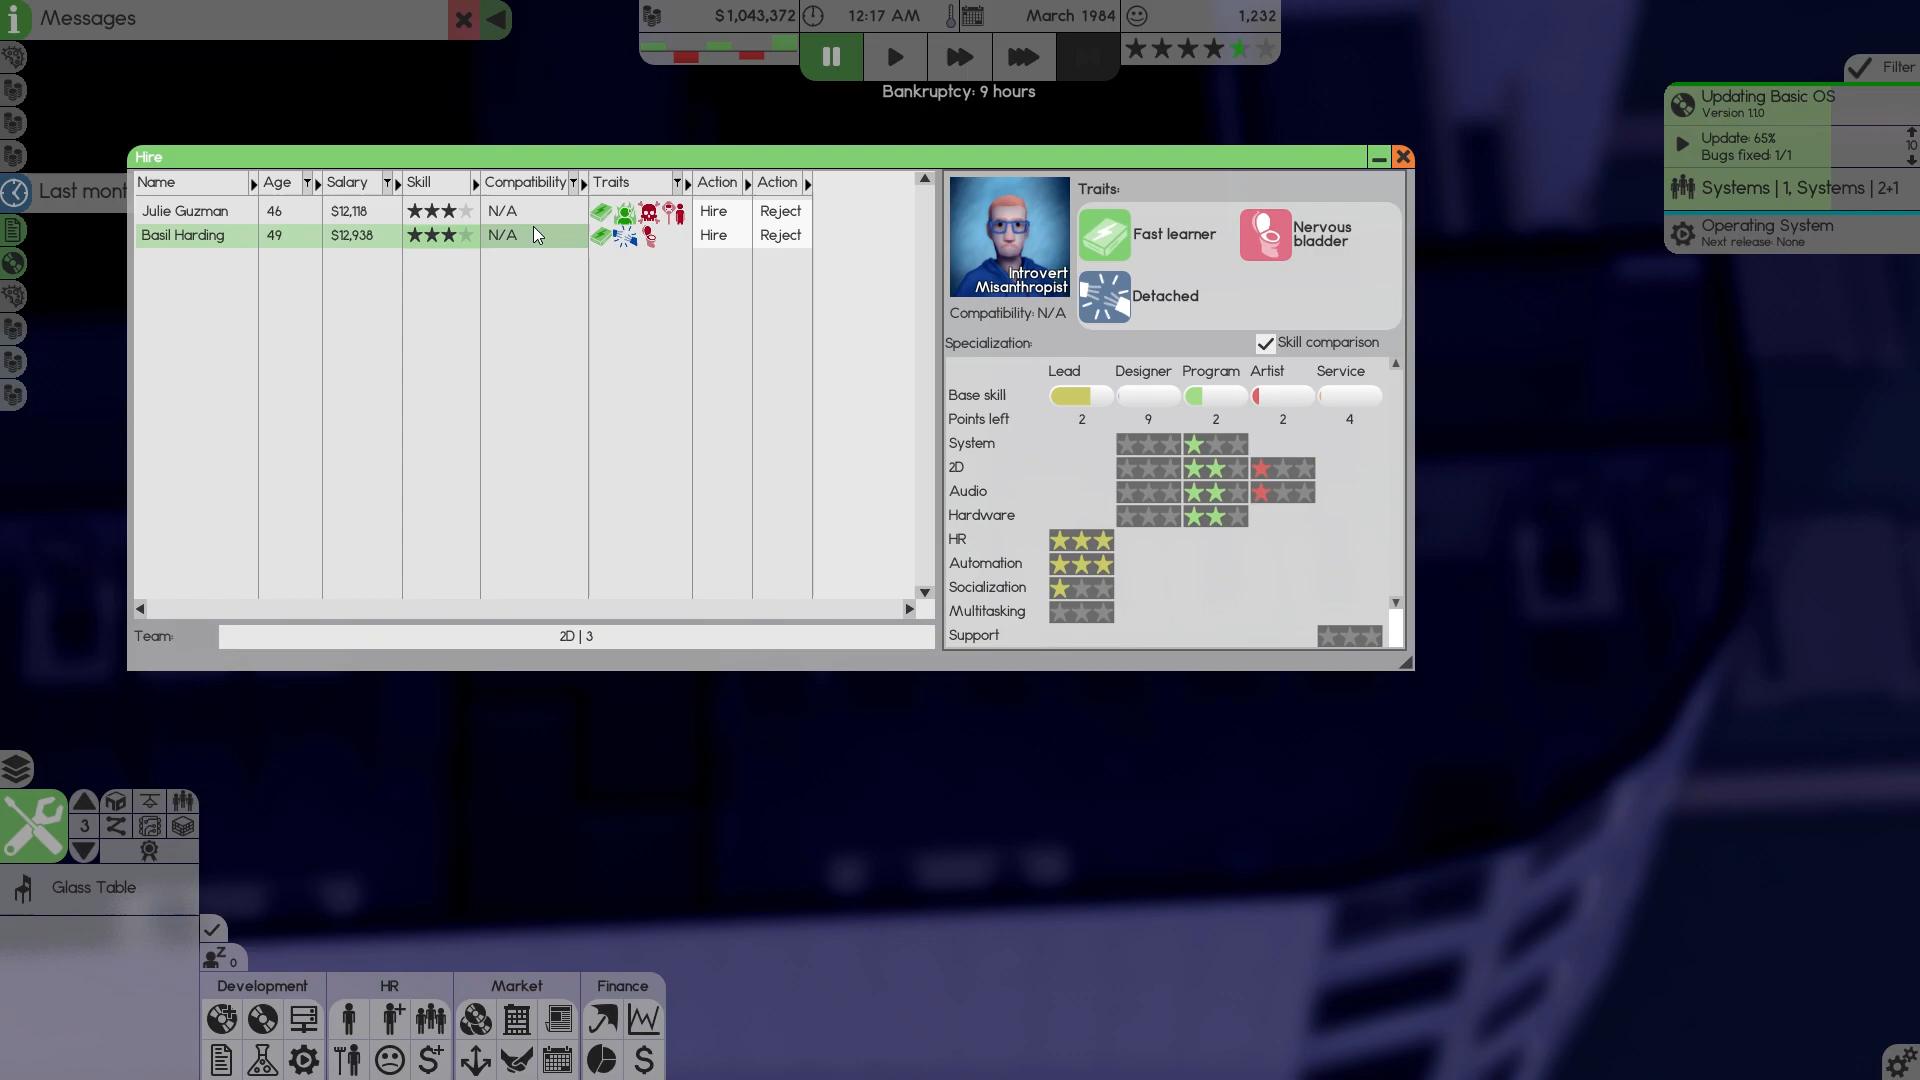 Messages
$1,043,372
12:17 AM
March 1984
1,232
Bankruptcy: 9 hours
Filter
Updating Basic OS
Version 1.1.0
Update: 65%
Bugs fixed: 1/1
10
Systems | 1, Systems | 2+1
Operating System
Next release: None
Last mont
Hire
Name Age Salary Skill Compatibility Traits Action Action
Julie Guzman 46 $12,118 N/A Hire Reject
Basil Harding 49 $12,938 N/A Hire Reject
Team: 2D | 3
Introvert
Misanthropist
Compatibility: N/A
Traits:
Fast learner
Nervous
bladder
Detached
Specialization:
Skill comparison
Lead Designer Program Artist Service
Base skill
Points left 2 9 2 2 4
System
2D
Audio
Hardware
HR
Automation
Socialization
Multitasking
Support
3
Glass Table
z
0
Development HR Market Finance